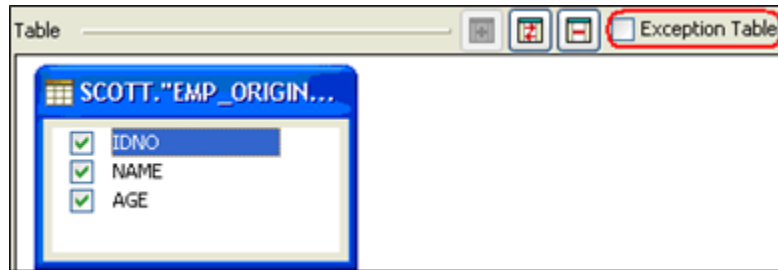 Table
Exception Table
SCOTT."EMP_ORIGIN...
IDNO
NAME
AGE